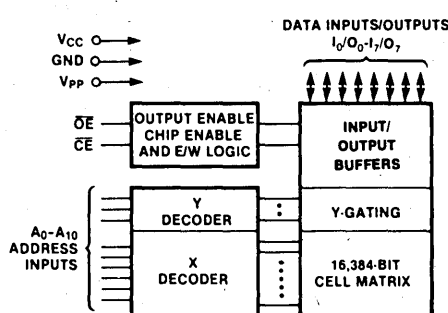 DATA INPUTS/OUTPUTS
I0/O0-I7/O7
VCC
GND
VPP
OE
CE
OUTPUT ENABLE
CHIP ENABLE
AND E/W LOGIC
INPUT/
OUTPUT
BUFFERS
A0-A10
ADDRESS
INPUTS
Y
DECODER
Y-GATING
X
DECODER
16,384-BIT
CELL MATRIX